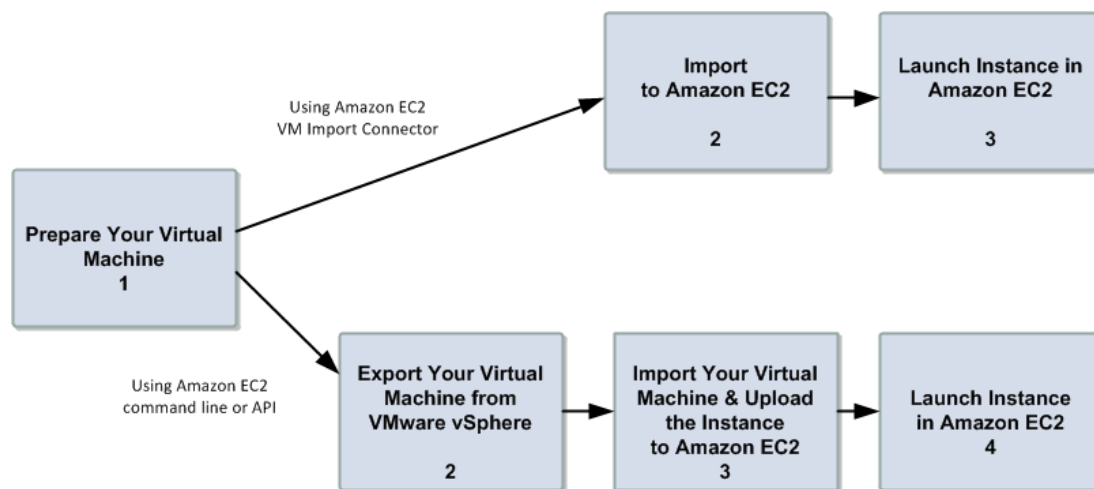 Import
to Amazon EC2
2
Launch Instance in
Amazon EC2
3
Using Amazon EC2
VM Import Connector
Prepare Your Virtual
Machine
1
Using Amazon EC2
command line or API
Export Your Virtual
Machine from
VMware vSphere
2
Import Your Virtual
Machine & Upload
the Instance
to Amazon EC2
3
Launch Instance
in Amazon EC2
4